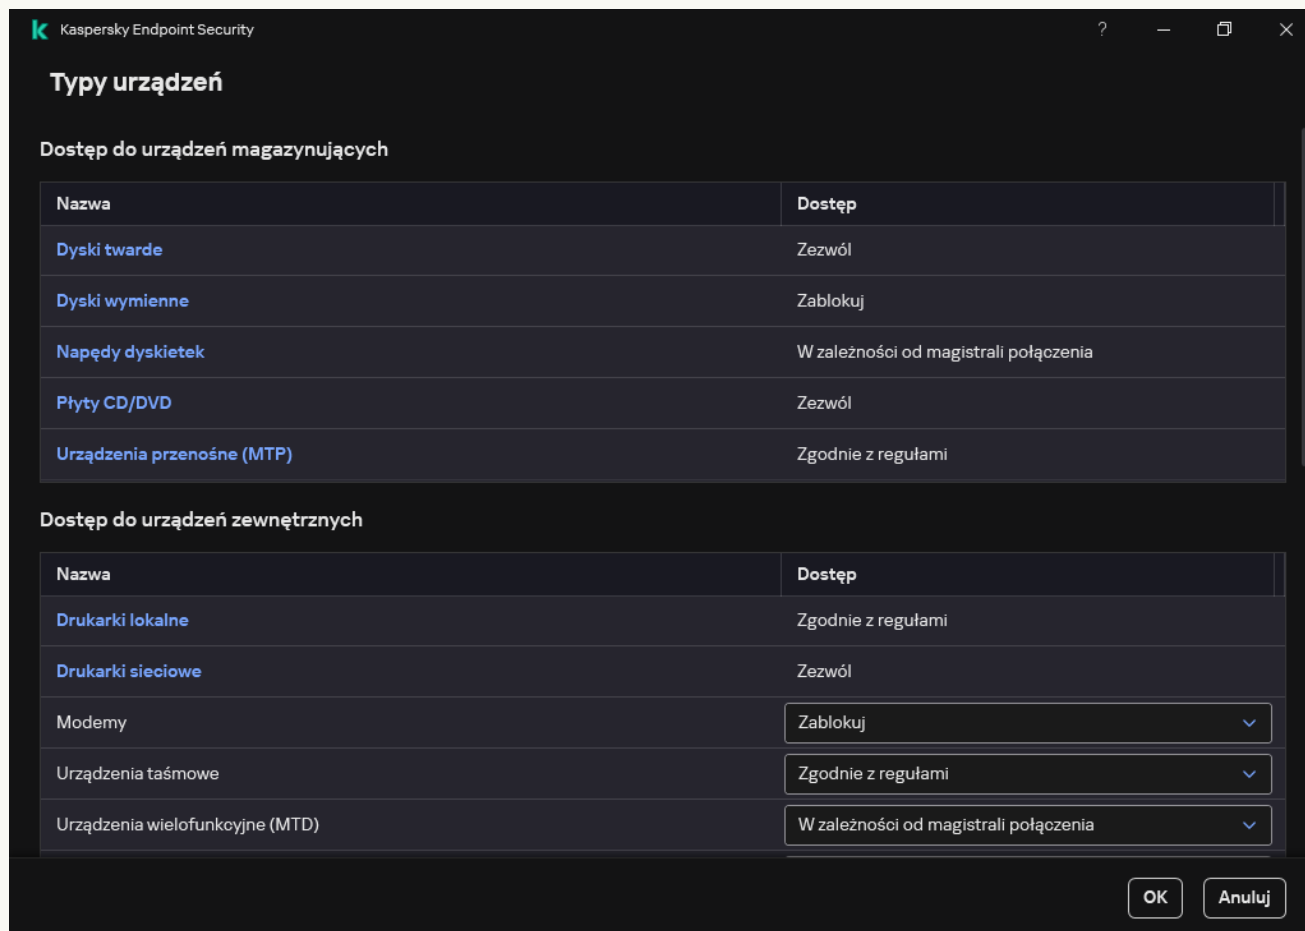 Kaspersky Endpoint Security
?
Typy urządzeń
Dostęp do urządzeń magazynujących
Nazwa Dostęp
Dyski twarde Zezwól
Dyski wymienne Zablokuj
Napędy dyskietek W zależności od magistrali połączenia
Płyty CD/DVD Zezwól
Urządzenia przenośne (MTP) Zgodnie z regułami
Dostęp do urządzeń zewnętrznych
Nazwa Dostęp
Drukarki lokalne Zgodnie z regułami
Drukarki sieciowe Zezwól
Modemy Zablokuj
Urządzenia taśmowe Zgodnie z regułami
Urządzenia wielofunkcyjne (MTD) W zależności od magistrali połączenia
OK Anuluj